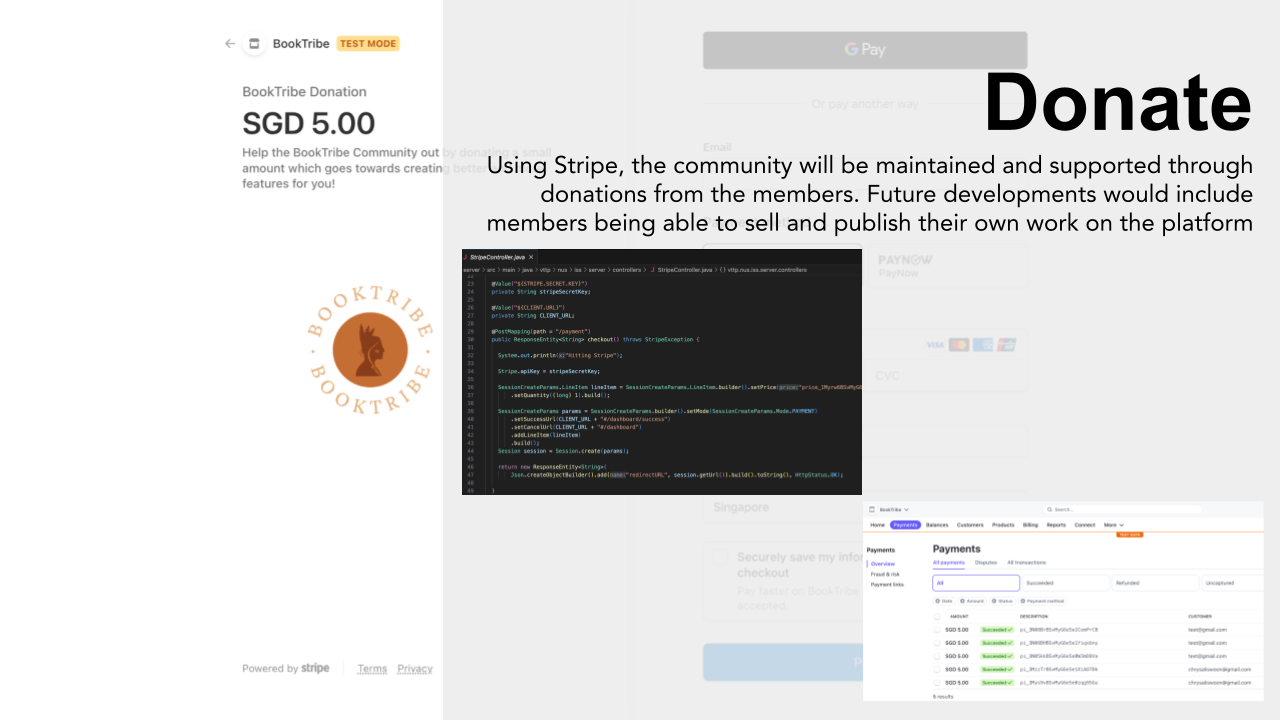 BookTribe TEST MODE
BookTribe Donation
SGD 5.00
Help the BookTribe Community out by donating a small
amount which goes towards creating better
features for you!
BOOKTRIBE
BOOKTRIBE
Powered by stripe Terms Privacy
G Pay
Or pay another way
Donate
Email
Using Stripe, the community will be maintained and supported through
donations from the members. Future developments would include
members being able to sell and publish their own work on the platform
PAYNOW
PayNow
VISA
CVC
StripeController.java
server > src > main > java > vttp > nus > iss > server > controllers > StripeController.java > {} vttp.nus.iss.server.controllers
22
23 @Value("${STRIPE.SECRET.KEY}")
24 private String stripeSecretKey;
25
26 @Value("${CLIENT.URL}")
27 private String CLIENT_URL;
28
29 @PostMapping(path = "/payment")
30 public ResponseEntity<String> checkout() throws StripeException {
31
32 System.out.println(x:"Hitting Stripe");
33
34 Stripe.apiKey = stripeSecretKey;
35
36 SessionCreateParams.LineItem lineItem = SessionCreateParams.LineItem.builder().setPrice(price:
37 .setQuantity((long) 1).build();
38
39 SessionCreateParams params = SessionCreateParams.builder().setMode(SessionCreateParams.Mode.PAYMENT)
40 .setSuccessUrl(CLIENT_URL + "#/dashboard/success")
41 .setCancelUrl(CLIENT_URL + "#/dashboard")
42 .addLineItem(lineItem)
43 .build();
44 Session session = Session.create(params);
45
46 return new ResponseEntity<String>(
47 Json.createObjectBuilder().add(name:"redirectURL", session.getUrl()).build().toString(), HttpStatus.OK);
48
49 }
Singapore
Securely save my info
checkout
Pay faster on BookTribe
accepted.
P
BookTribe Search...
Home Payments Balances Customers Products Billing Reports Connect More
TEST DATA
Payments
Overview
Fraud & risk
Payment links
Payments
All payments Disputes All transactions
All Succeeded Refunded Uncaptured
Date Amount Status Payment method
AMOUNT DESCRIPTION CUSTOMER
SGD 5.00 Succeeded test@gmail.com
SGD 5.00 Succeeded test@gmail.com
SGD 5.00 Succeeded test@gmail.com
SGD 5.00 Succeeded
SGD 5.00 Succeeded
5 results